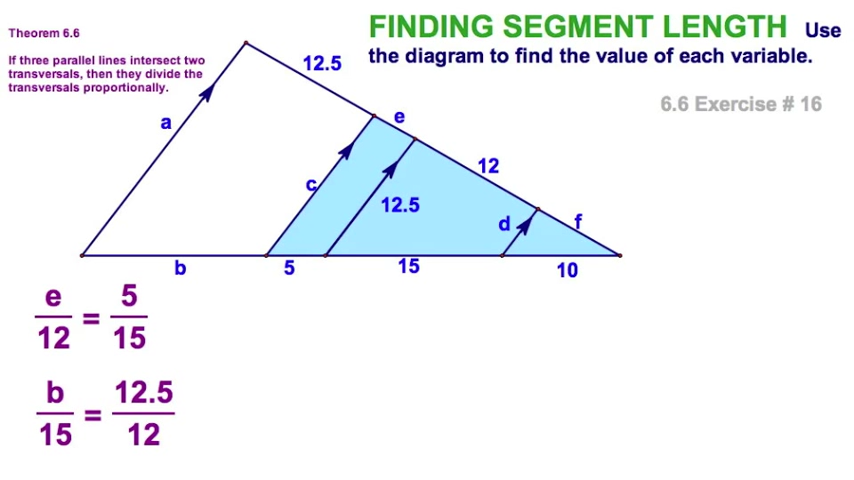 Theorem 6.6
If three parallel lines intersect two
transversals, then they divide the
transversals proportionally.
FINDING SEGMENT LENGTH Use
the diagram to find the value of each variable.
6.6 Exercise # 16
12.5
a
e
c
12
12.5
d
f
b
5
15
10
e/12 = 5/15
b/15 = 12.5/12